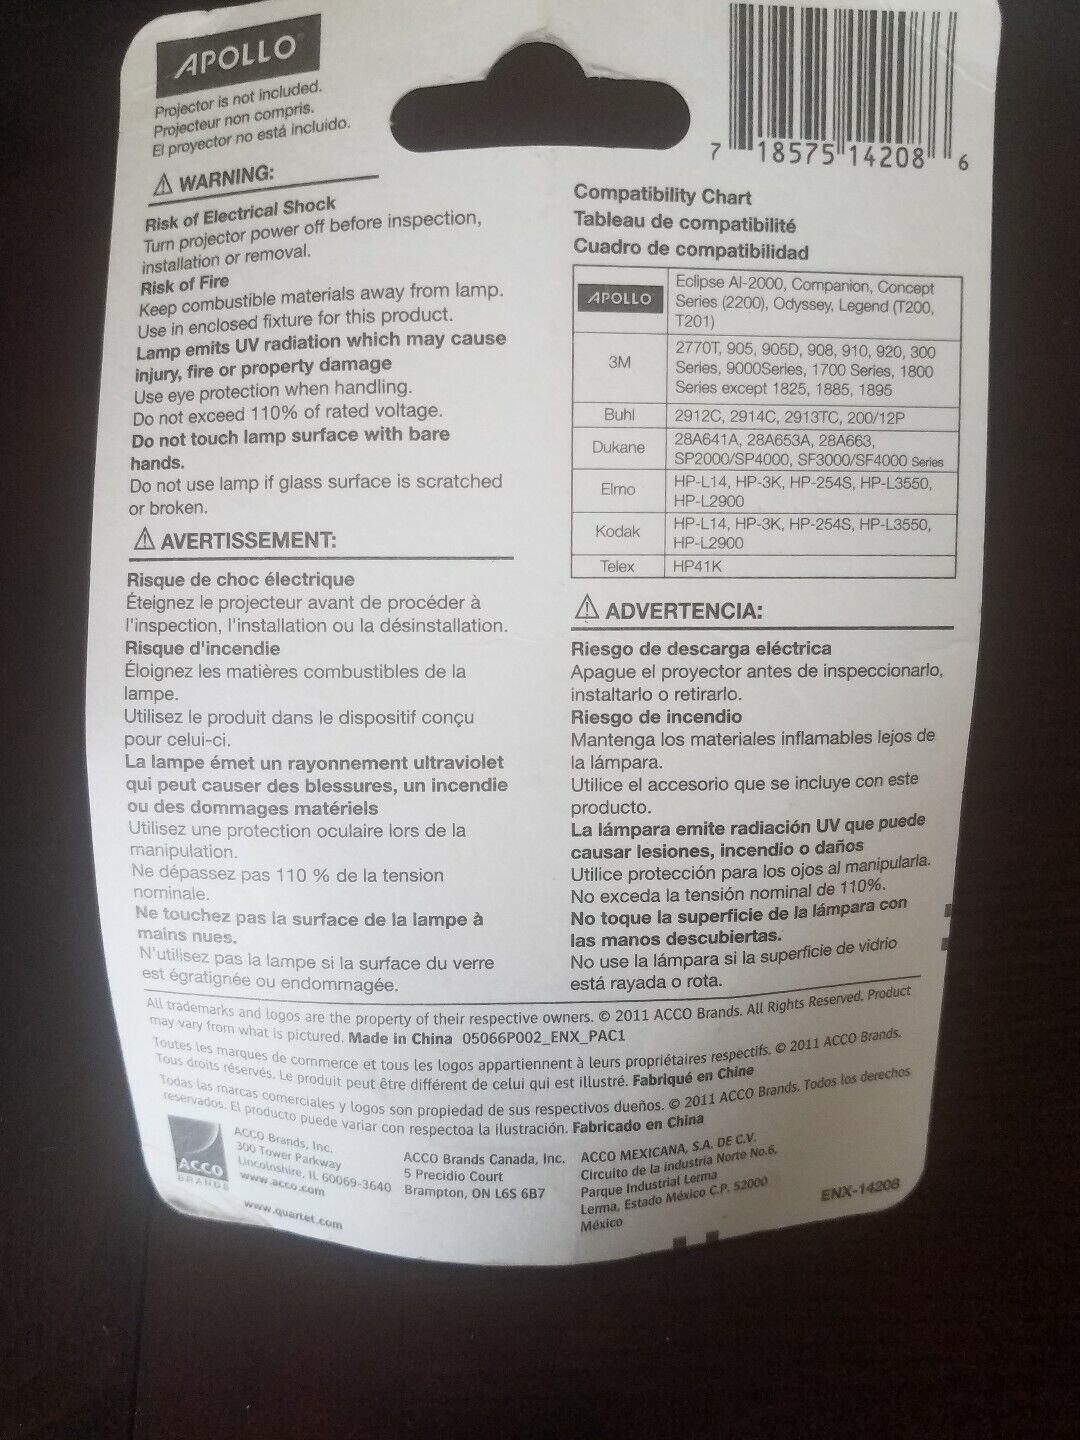 APOLLO
Projector is not included.
Projecteur non compris.
El proyector no está incluido.
7 18575 14208 6
⚠ WARNING:
Risk of Electrical Shock
Turn projector power off before inspection,
installation or removal.
Risk of Fire
Keep combustible materials away from lamp.
Use in enclosed fixture for this product.
Lamp emits UV radiation which may cause
injury, fire or property damage
Use eye protection when handling.
Do not exceed 110% of rated voltage.
Do not touch lamp surface with bare
hands.
Do not use lamp if glass surface is scratched
or broken.
⚠ AVERTISSEMENT:
Risque de choc électrique
Éteignez le projecteur avant de procéder à
l'inspection, l'installation ou la désinstallation.
Risque d'incendie
Éloignez les matières combustibles de la
lampe.
Utilisez le produit dans le dispositif conçu
pour celui-ci.
La lampe émet un rayonnement ultraviolet
qui peut causer des blessures, un incendie
ou des dommages matériels
Utilisez une protection oculaire lors de la
manipulation.
Ne dépassez pas 110 % de la tension
nominale.
Ne touchez pas la surface de la lampe à
mains nues.
N'utilisez pas la lampe si la surface du verre
est égratignée ou endommagée.
Compatibility Chart
Tableau de compatibilité
Cuadro de compatibilidad
APOLLO
Eclipse AI-2000, Companion, Concept
Series (2200), Odyssey, Legend (T200,
T201)
3M
2770T, 905, 905D, 908, 910, 920, 300
Series, 9000Series, 1700 Series, 1800
Series except 1825, 1885, 1895
Buhl
2912C, 2914C, 2913TC, 200/12P
Dukane
28A641A, 28A653A, 28A663,
SP2000/SP4000, SF3000/SF4000 Series
Elmo
HP-L14, HP-3K, HP-254S, HP-L3550,
HP-L2900
Kodak
HP-L14, HP-3K, HP-254S, HP-L3550,
HP-L2900
Telex
HP41K
⚠ ADVERTENCIA:
Riesgo de descarga eléctrica
Apague el proyector antes de inspeccionarlo,
instaltarlo o retirarlo.
Riesgo de incendio
Mantenga los materiales inflamables lejos de
la lámpara.
Utilice el accesorio que se incluye con este
producto.
La lámpara emite radiación UV que puede
causar lesiones, incendio o daños
Utilice protección para los ojos al manipularla.
No exceda la tensión nominal de 110%.
No toque la superficie de la lámpara con
las manos descubiertas.
No use la lámpara si la superficie de vidrio
está rayada o rota.
All trademarks and logos are the property of their respective owners. © 2011 ACCO Brands. All Rights Reserved. Product
may vary from what is pictured. Made in China 05066P002_ENX_PAC1
Toutes les marques de commerce et tous les logos appartiennent à leurs propriétaires respectifs. © 2011 ACCO Brands.
Tous droits réservés. Le produit peut être différent de celui qui est illustré. Fabriqué en Chine
Todas las marcas comerciales y logos son propiedad de sus respectivos dueños. © 2011 ACCO Brands. Todos los derechos
reservados. El producto puede variar con respectoa la ilustración. Fabricado en China
ACCO
BRANDS
ACCO Brands, Inc.
300 Tower Parkway
Lincolnshire, IL 60069-3640
www.acco.com
www.quartet.com
ACCO Brands Canada, Inc.
5 Precidio Court
Brampton, ON L6S 6B7
ACCO MEXICANA, S.A. DE C.V.
Circuito de la industria Norte No.6,
Parque Industrial Lerma
Lerma, Estado México C.P. 52000
México
ENX-14208